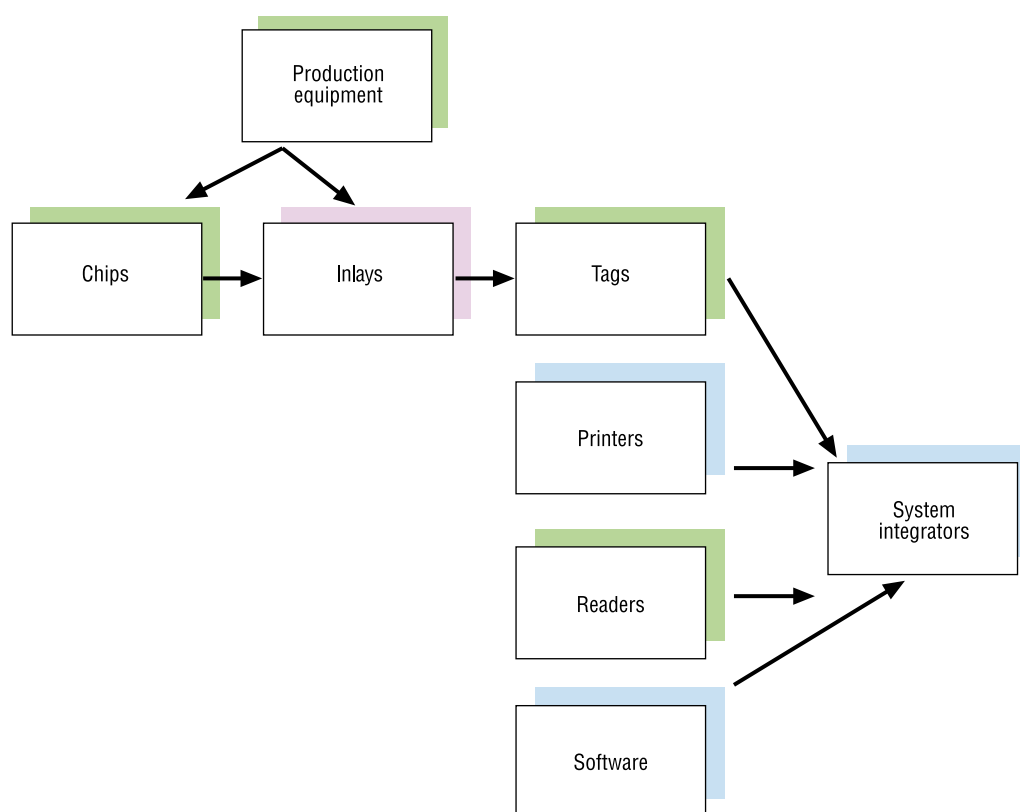 Production
equipment
Chips
Inlays
Tags
Printers
System
integrators
Readers
Software